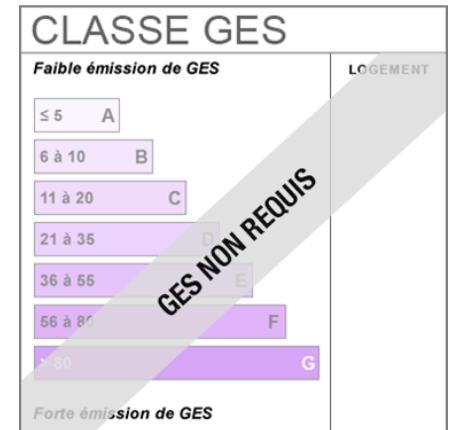 CLASSE GES
Faible émission de GES
LOGEMENT
≤ 5 A
6 à 10 B
11 à 20 C
21 à 35 D
36 à 55 E
56 à 80 F
> 80 G
GES NON REQUIS
Forte émission de GES